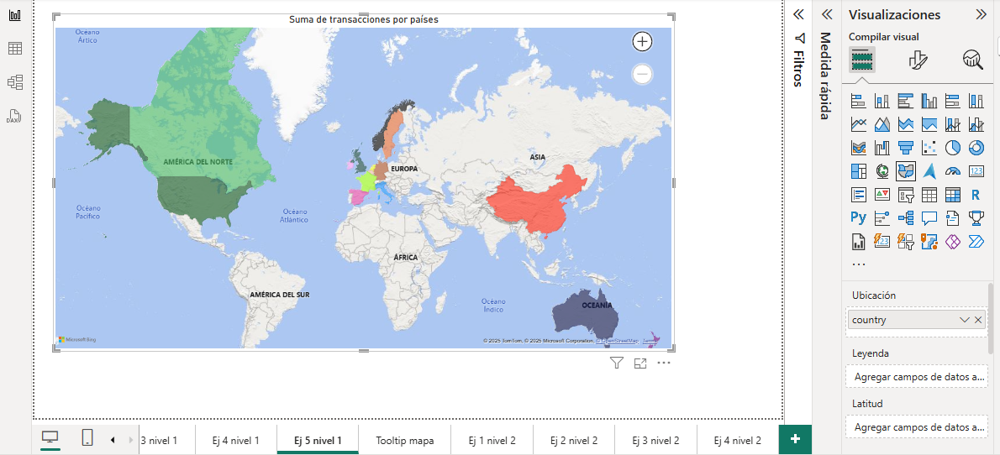 Suma de transacciones por países
Océano
Ártico
AMÉRICA DEL NORTE
EUROPA
ASIA
Océano
Pacífico
Océano
Atlántico
ÁFRICA
AMÉRICA DEL SUR
Océano
Índico
OCEANÍA
Microsoft Bing
© 2025 TomTom, © 2025 Microsoft Corporation, © OpenStreetMap Terms
DAX
Filtros
Medida rápida
Visualizaciones
Compilar visual
123
R
Py
123
Ubicación
country
Leyenda
Agregar campos de datos a...
Latitud
Agregar campos de datos a...
3 nivel 1
Ej 4 nivel 1
Ej 5 nivel 1
Tooltip mapa
Ej 1 nivel 2
Ej 2 nivel 2
Ej 3 nivel 2
Ej 4 nivel 2